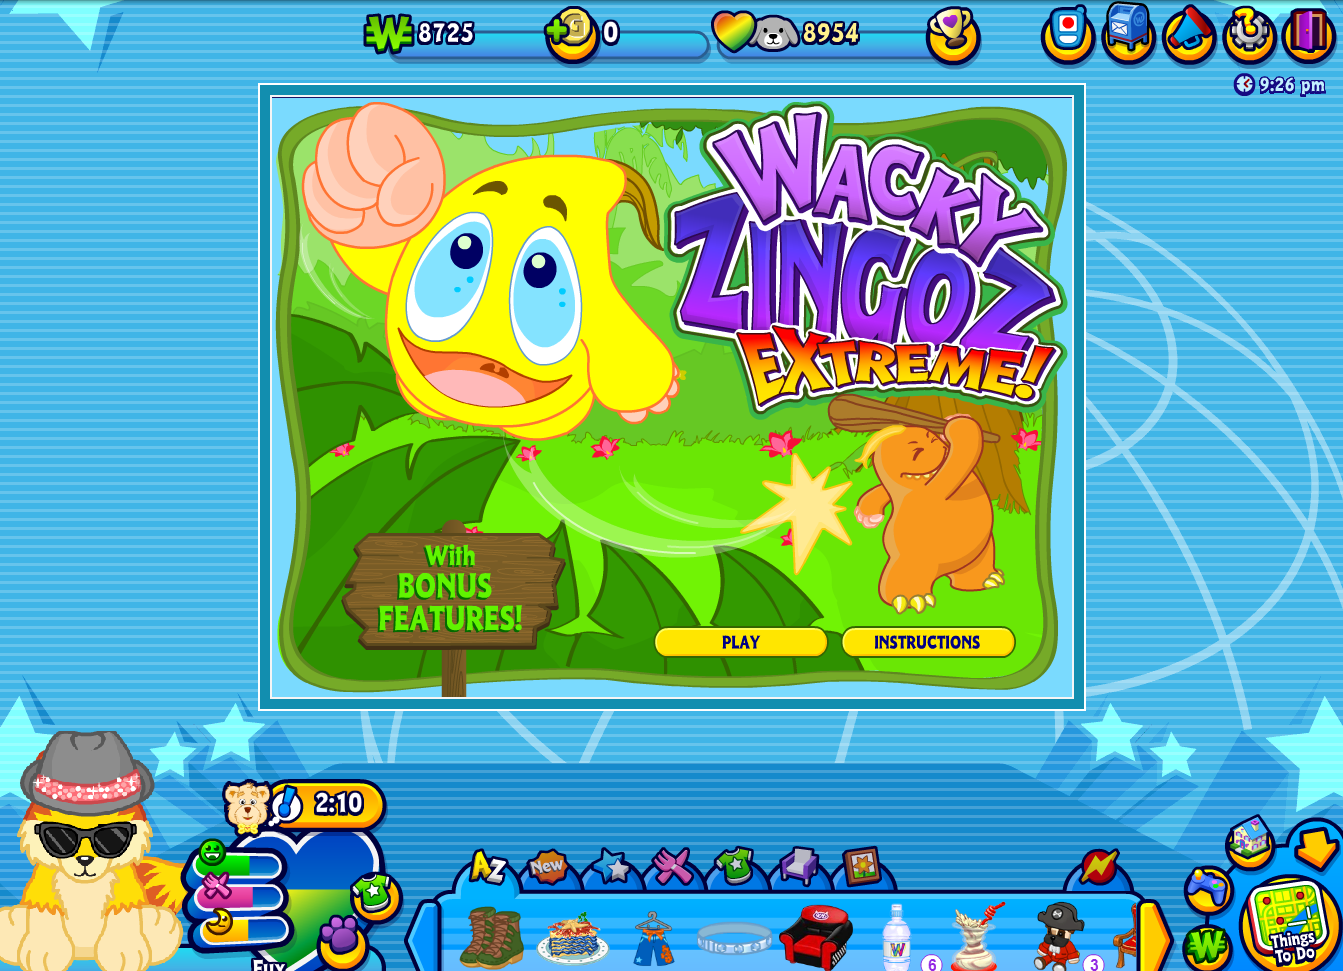 W 8725
G 0
8954
9:26 pm
WACKY
ZINGOZ
EXTREME!
With
BONUS
FEATURES!
PLAY
INSTRUCTIONS
2:10
AZ
New
W
6
3
W
Things
To Do